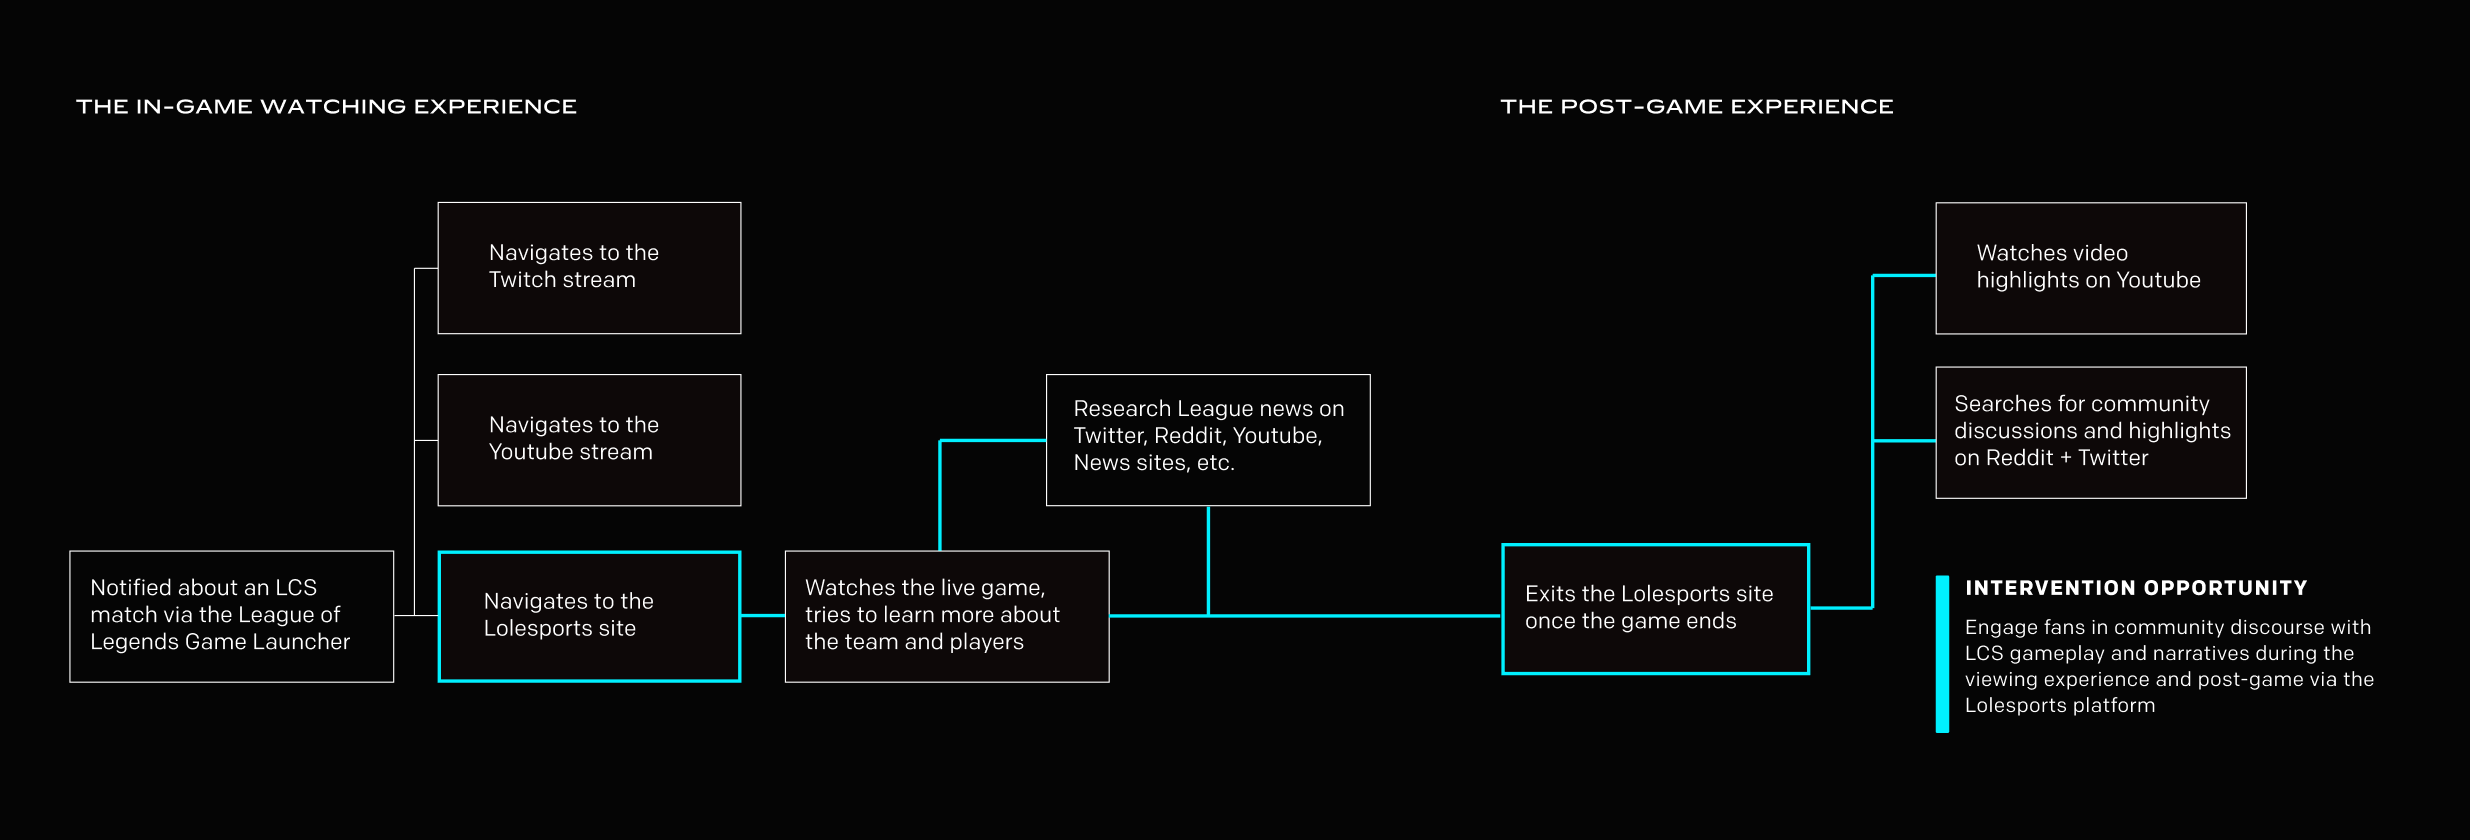 THE IN-GAME WATCHING EXPERIENCE
THE POST-GAME EXPERIENCE
Navigates to the
Twitch stream
Navigates to the
Youtube stream
Notified about an LCS
match via the League of
Legends Game Launcher
Navigates to the
Lolesports site
Watches the live game,
tries to learn more about
the team and players
Research League news on
Twitter, Reddit, Youtube,
News sites, etc.
Exits the Lolesports site
once the game ends
Watches video
highlights on Youtube
Searches for community
discussions and highlights
on Reddit + Twitter
INTERVENTION OPPORTUNITY
Engage fans in community discourse with
LCS gameplay and narratives during the
viewing experience and post-game via the
Lolesports platform